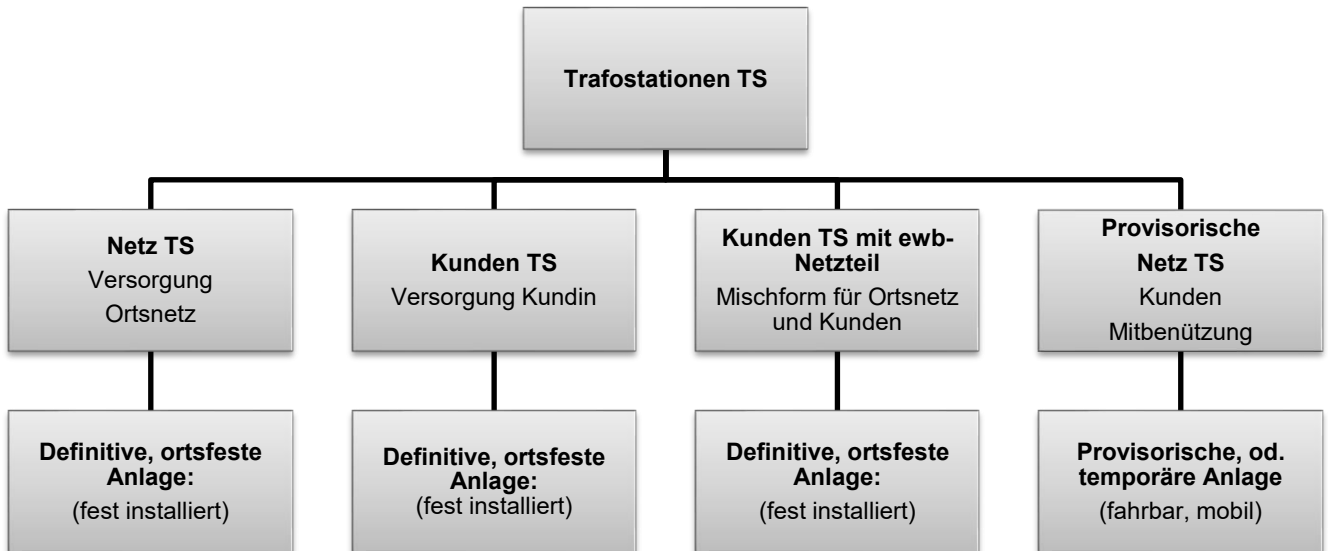 Trafostationen TS
Netz TS
Versorgung
Ortsnetz
Kunden TS
Versorgung Kundin
Kunden TS mit ewb-
Netzteil
Mischform für Ortsnetz
und Kunden
Provisorische
Netz TS
Kunden
Mitbenützung
Definitive, ortsfeste
Anlage:
(fest installiert)
Definitive, ortsfeste
Anlage:
(fest installiert)
Definitive, ortsfeste
Anlage:
(fest installiert)
Provisorische, od.
temporäre Anlage
(fahrbar, mobil)